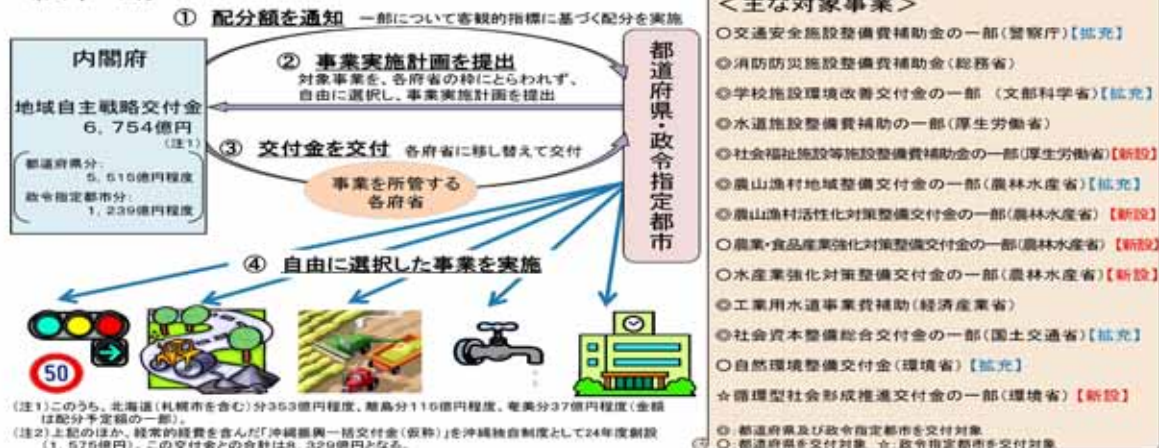 ① 配分額を通知 一部について客観的指標に基づく配分を実施
内閣府
地域自主戦略交付金
6,754億円
(注1)
都道府県分:
5,515億円程度
政令指定都市分:
1,239億円程度
② 事業実施計画を提出
対象事業を、各府省の枠にとらわれず、
自由に選択し、事業実施計画を提出
③ 交付金を交付 各府省に移し替えて交付
事業を所管する
各府省
都道府県・政令指定都市
④ 自由に選択した事業を実施
50
(注1)このうち、北海道(札幌市を含む)分353億円程度、離島分115億円程度、奄美分37億円程度(金額
は配分予定額の一部)。
(注2)上記のほか、経常的経費を含んだ「沖縄振興一括交付金(仮称)」を沖縄独自制度として24年度創設
(1,575億円)。この交付金との合計は8,329億円となる。
<主な対象事業>
○交通安全施設整備費補助金の一部(警察庁)【拡充】
◎消防防災施設整備費補助金(総務省)
◎学校施設環境改善交付金の一部 (文部科学省)【拡充】
◎水道施設整備費補助の一部(厚生労働省)
◎社会福祉施設等施設整備費補助金の一部(厚生労働省)【新設】
◎農山漁村地域整備交付金の一部(農林水産省)【拡充】
◎農山漁村活性化対策整備交付金の一部(農林水産省)【新設】
○農業・食品産業強化対策整備交付金の一部(農林水産省)【新設】
○水産業強化対策整備交付金の一部(農林水産省)【新設】
◎工業用水道事業費補助(経済産業省)
◎社会資本整備総合交付金の一部(国土交通省)【拡充】
○自然環境整備交付金(環境省)【拡充】
☆循環型社会形成推進交付金の一部(環境省)【新設】
◎:都道府県及び政令指定都市を交付対象
○:都道府県を交付対象 ☆:政令指定都市を交付対象